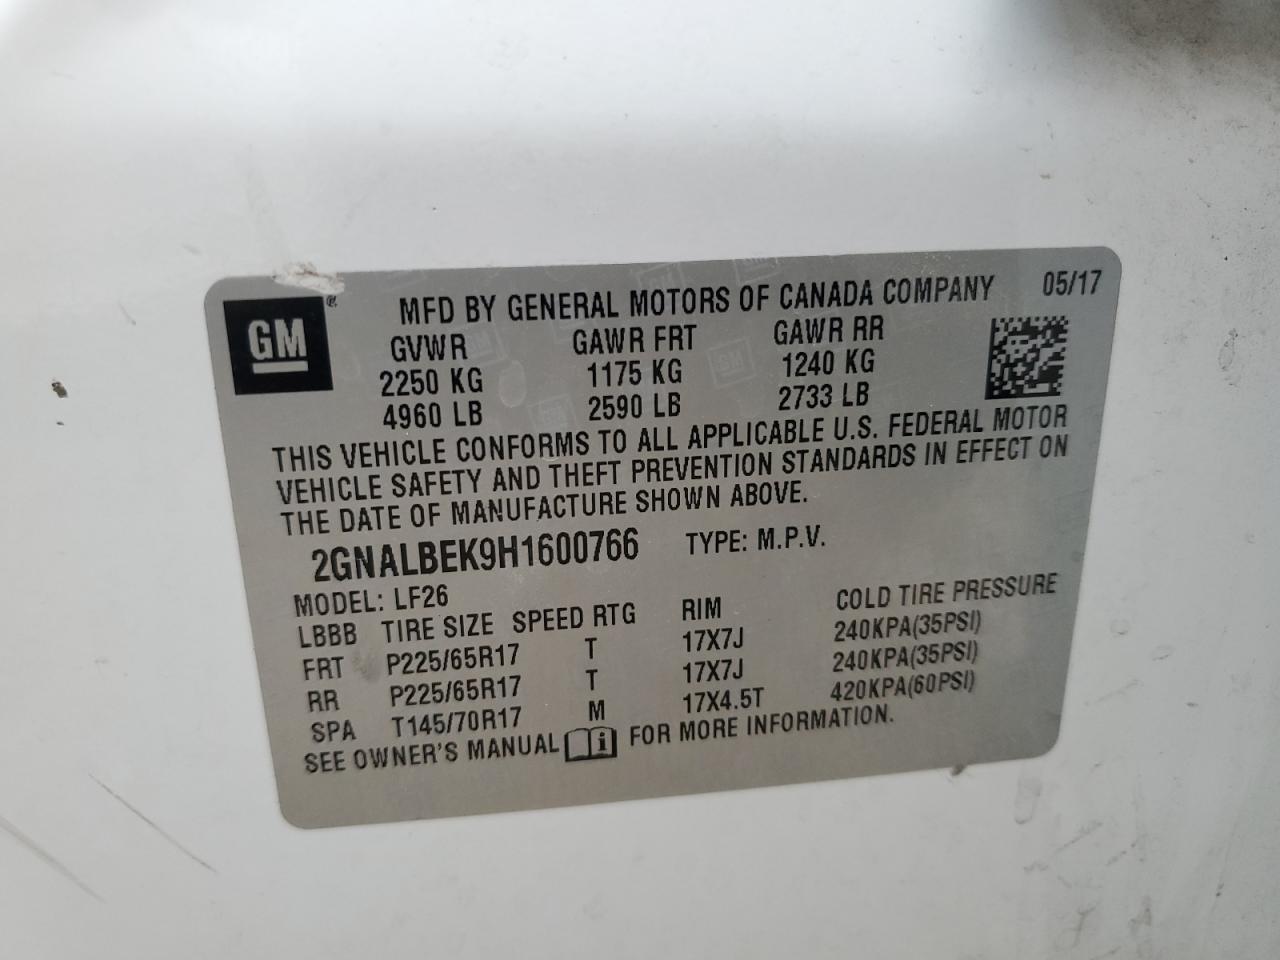 GM ®
MFD BY GENERAL MOTORS OF CANADA COMPANY 05/17
GVWR GAWR FRT GAWR RR
2250 KG 1175 KG 1240 KG
4960 LB 2590 LB 2733 LB
THIS VEHICLE CONFORMS TO ALL APPLICABLE U.S. FEDERAL MOTOR
VEHICLE SAFETY AND THEFT PREVENTION STANDARDS IN EFFECT ON
THE DATE OF MANUFACTURE SHOWN ABOVE.
2GNALBEK9H1600766 TYPE: M.P.V.
MODEL: LF26
LBBB TIRE SIZE SPEED RTG RIM COLD TIRE PRESSURE
FRT P225/65R17 T 17X7J 240KPA(35PSI)
RR P225/65R17 T 17X7J 240KPA(35PSI)
SPA T145/70R17 M 17X4.5T 420KPA(60PSI)
SEE OWNER'S MANUAL FOR MORE INFORMATION.